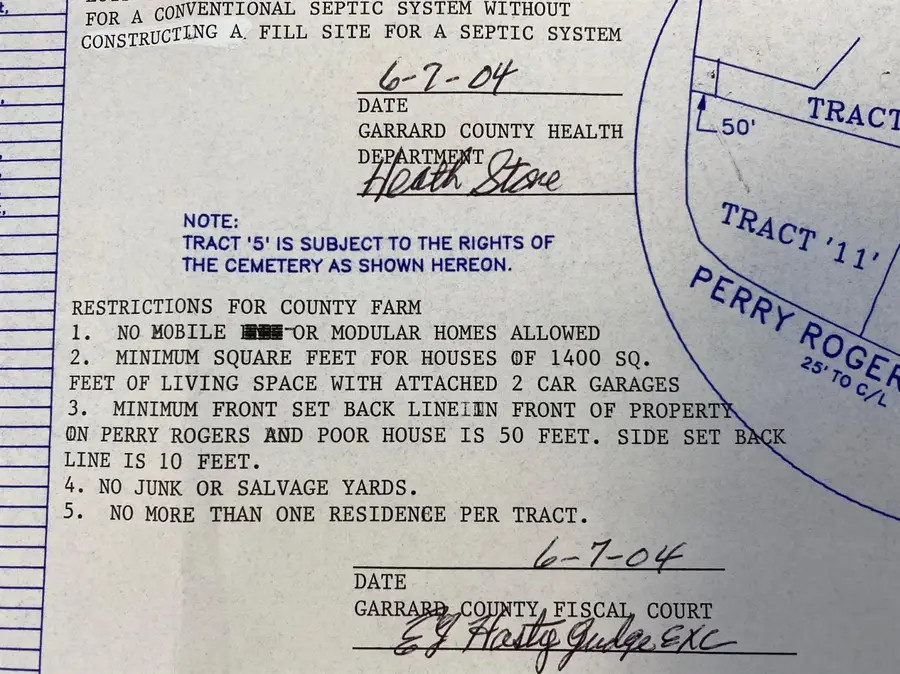 FOR A CONVENTIONAL SEPTIC SYSTEM WITHOUT
CONSTRUCTING A FILL SITE FOR A SEPTIC SYSTEM
6-7-04
DATE
GARRARD COUNTY HEALTH
DEPARTMENT
Heath Stone
NOTE:
TRACT '5' IS SUBJECT TO THE RIGHTS OF
THE CEMETERY AS SHOWN HEREON.
RESTRICTIONS FOR COUNTY FARM
1. NO MOBILE OR MODULAR HOMES ALLOWED
2. MINIMUM SQUARE FEET FOR HOUSES OF 1400 SQ.
FEET OF LIVING SPACE WITH ATTACHED 2 CAR GARAGES
3. MINIMUM FRONT SET BACK LINE IN FRONT OF PROPERTY
ON PERRY ROGERS AND POOR HOUSE IS 50 FEET. SIDE SET BACK
LINE IS 10 FEET.
4. NO JUNK OR SALVAGE YARDS.
5. NO MORE THAN ONE RESIDENCE PER TRACT.
6-7-04
DATE
GARRARD COUNTY FISCAL COURT
EJ Hasty Judge EXC
TRACT
50'
TRACT '11'
PERRY ROGER
25' TO C/L